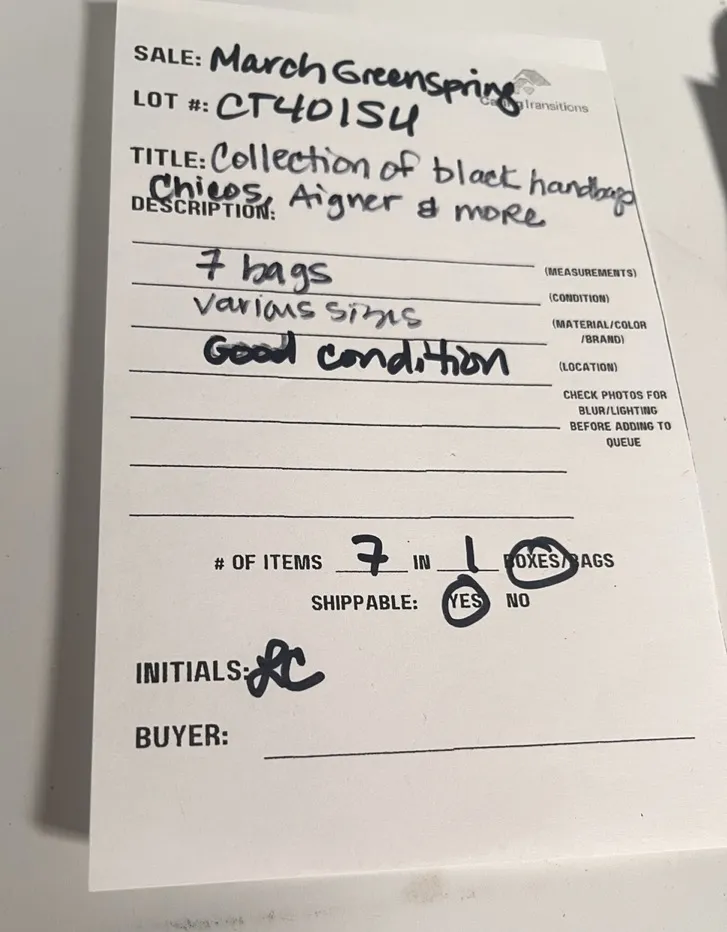 SALE: March Greenspring
Caring Transitions
LOT #: CT401S4
TITLE: Collection of black handbags
Chicos, Aigner & more
DESCRIPTION:
7 bags
(MEASUREMENTS)
various sizes
(CONDITION)
(MATERIAL/COLOR
/BRAND)
Good condition
(LOCATION)
CHECK PHOTOS FOR
BLUR/LIGHTING
BEFORE ADDING TO
QUEUE
# OF ITEMS 7 IN 1 BOXES/BAGS
SHIPPABLE: YES NO
INITIALS: LC
BUYER: